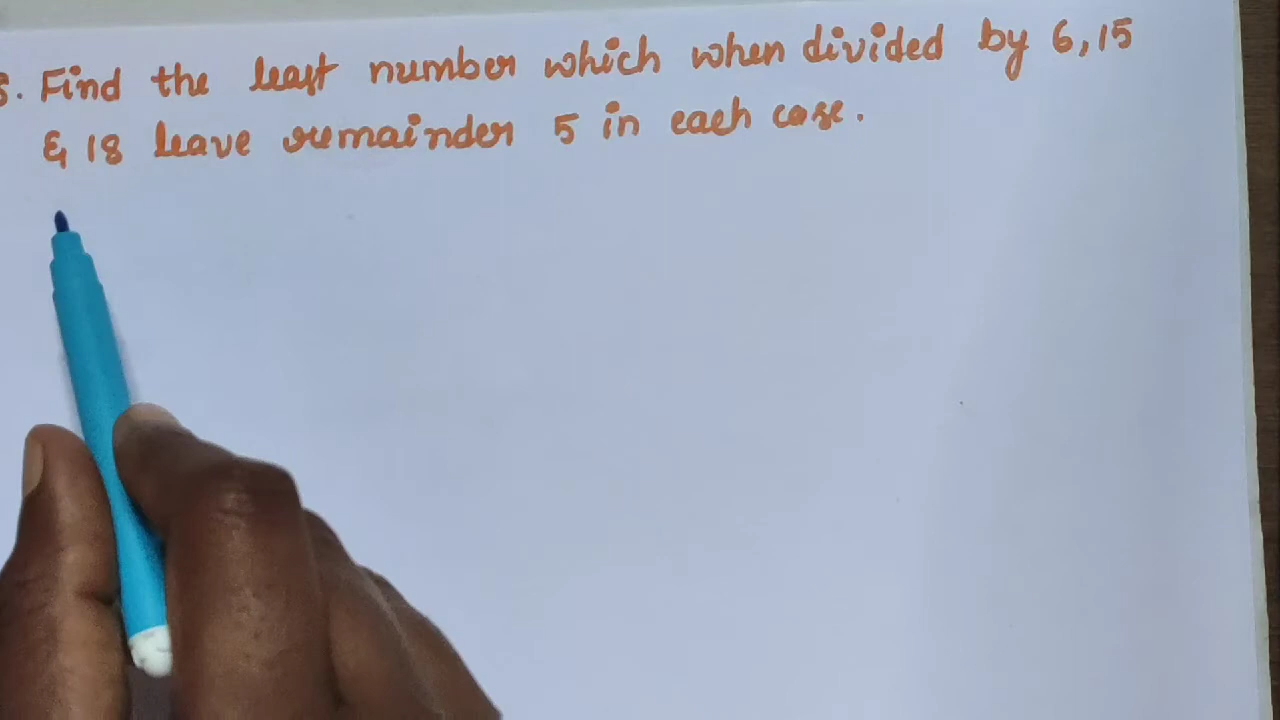 . Find the least number which when divided by 6,15
& 18 leave remainder 5 in each case.